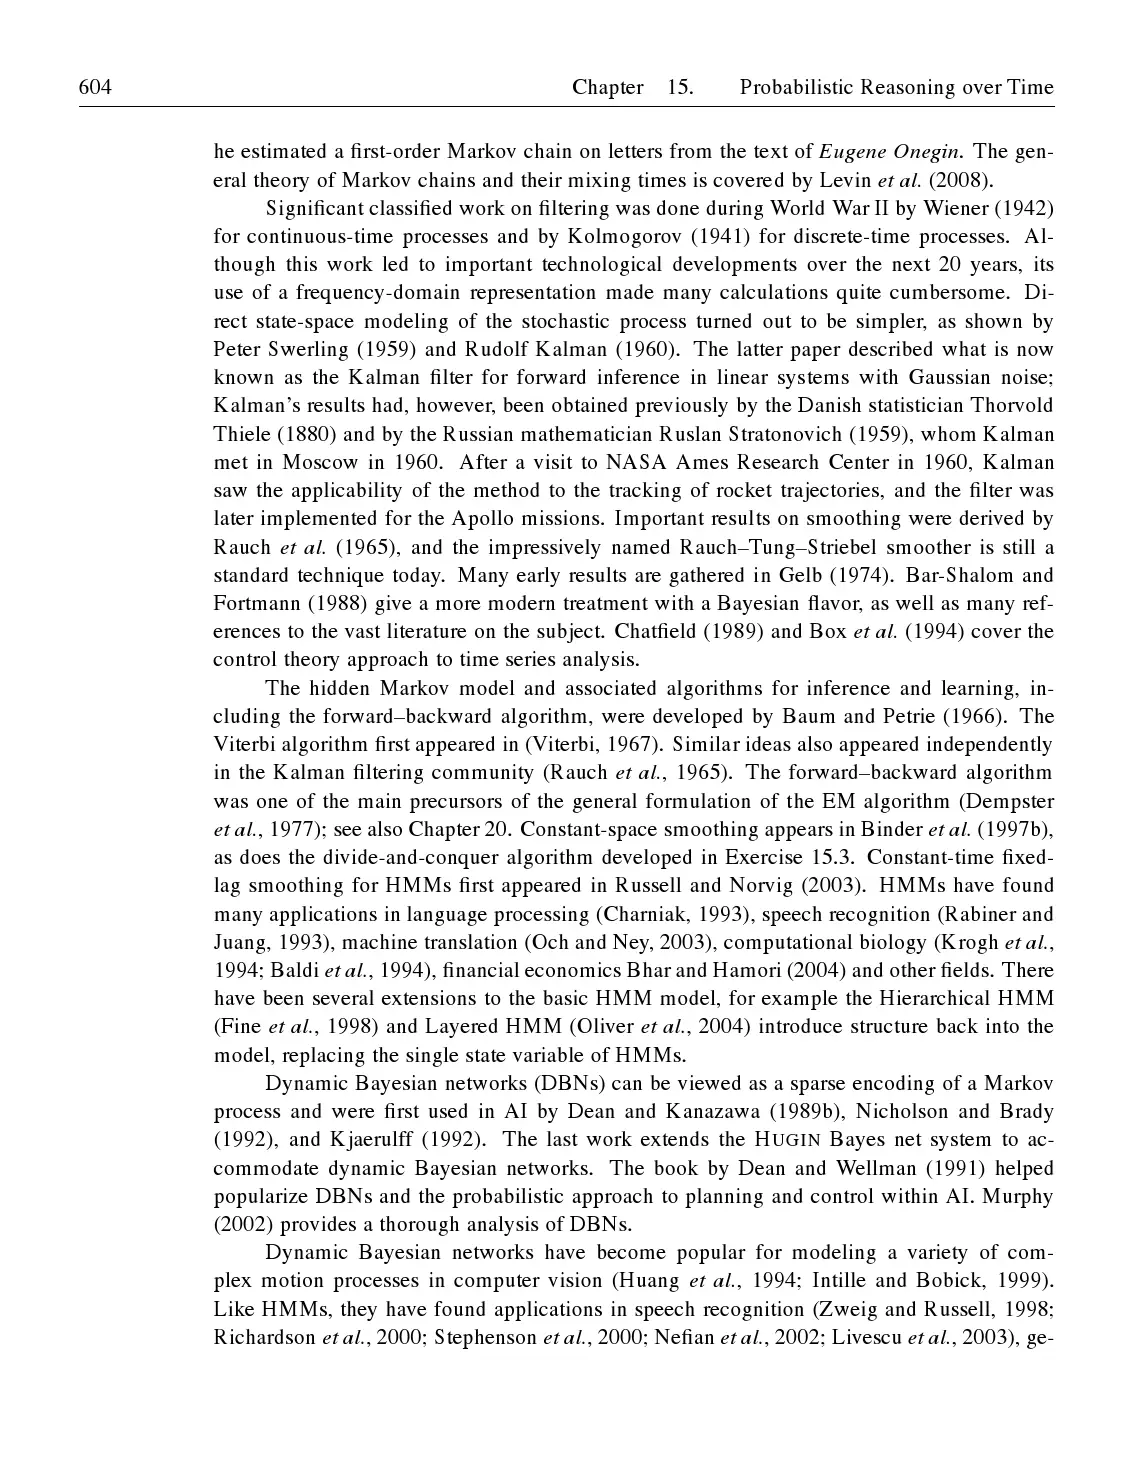 604 Chapter 15. Probabilistic Reasoning over Time
he estimated a first-order Markov chain on letters from the text of Eugene Onegin. The gen-
eral theory of Markov chains and their mixing times is covered by Levin et al. (2008).
Significant classified work on filtering was done during World War II by Wiener (1942)
for continuous-time processes and by Kolmogorov (1941) for discrete-time processes. Al-
though this work led to important technological developments over the next 20 years, its
use of a frequency-domain representation made many calculations quite cumbersome. Di-
rect state-space modeling of the stochastic process turned out to be simpler, as shown by
Peter Swerling (1959) and Rudolf Kalman (1960). The latter paper described what is now
known as the Kalman filter for forward inference in linear systems with Gaussian noise;
Kalman's results had, however, been obtained previously by the Danish statistician Thorvold
Thiele (1880) and by the Russian mathematician Ruslan Stratonovich (1959), whom Kalman
met in Moscow in 1960. After a visit to NASA Ames Research Center in 1960, Kalman
saw the applicability of the method to the tracking of rocket trajectories, and the filter was
later implemented for the Apollo missions. Important results on smoothing were derived by
Rauch et al. (1965), and the impressively named Rauch–Tung–Striebel smoother is still a
standard technique today. Many early results are gathered in Gelb (1974). Bar-Shalom and
Fortmann (1988) give a more modern treatment with a Bayesian flavor, as well as many ref-
erences to the vast literature on the subject. Chatfield (1989) and Box et al. (1994) cover the
control theory approach to time series analysis.
The hidden Markov model and associated algorithms for inference and learning, in-
cluding the forward–backward algorithm, were developed by Baum and Petrie (1966). The
Viterbi algorithm first appeared in (Viterbi, 1967). Similar ideas also appeared independently
in the Kalman filtering community (Rauch et al., 1965). The forward–backward algorithm
was one of the main precursors of the general formulation of the EM algorithm (Dempster
et al., 1977); see also Chapter 20. Constant-space smoothing appears in Binder et al. (1997b),
as does the divide-and-conquer algorithm developed in Exercise 15.3. Constant-time fixed-
lag smoothing for HMMs first appeared in Russell and Norvig (2003). HMMs have found
many applications in language processing (Charniak, 1993), speech recognition (Rabiner and
Juang, 1993), machine translation (Och and Ney, 2003), computational biology (Krogh et al.,
1994; Baldi et al., 1994), financial economics Bhar and Hamori (2004) and other fields. There
have been several extensions to the basic HMM model, for example the Hierarchical HMM
(Fine et al., 1998) and Layered HMM (Oliver et al., 2004) introduce structure back into the
model, replacing the single state variable of HMMs.
Dynamic Bayesian networks (DBNs) can be viewed as a sparse encoding of a Markov
process and were first used in AI by Dean and Kanazawa (1989b), Nicholson and Brady
(1992), and Kjaerulff (1992). The last work extends the HUGIN Bayes net system to ac-
commodate dynamic Bayesian networks. The book by Dean and Wellman (1991) helped
popularize DBNs and the probabilistic approach to planning and control within AI. Murphy
(2002) provides a thorough analysis of DBNs.
Dynamic Bayesian networks have become popular for modeling a variety of com-
plex motion processes in computer vision (Huang et al., 1994; Intille and Bobick, 1999).
Like HMMs, they have found applications in speech recognition (Zweig and Russell, 1998;
Richardson et al., 2000; Stephenson et al., 2000; Nefian et al., 2002; Livescu et al., 2003), ge-